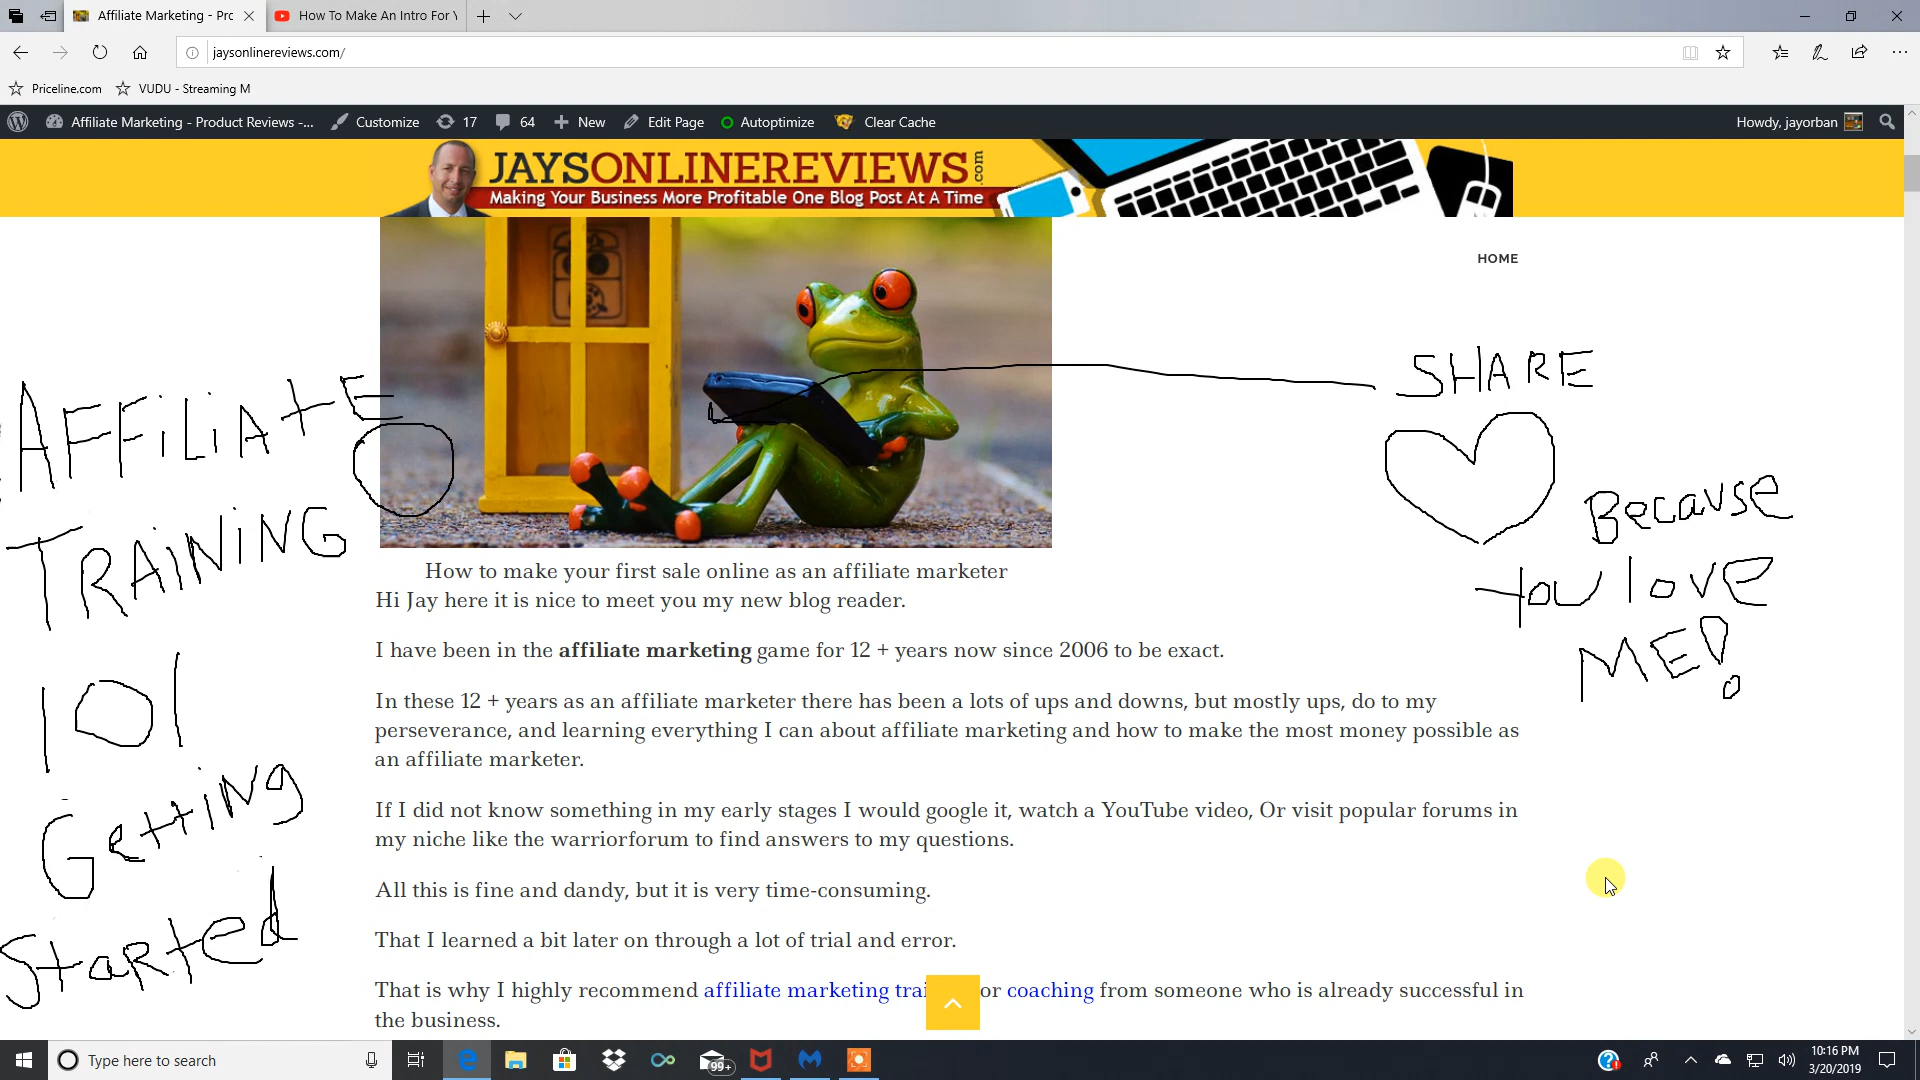 Affiliate Marketing - Prc
How To Make An Intro For Y
jaysonlinereviews.com/
Priceline.com
VUDU - Streaming M
Affiliate Marketing - Product Reviews -...
Customize
17
64
New
Edit Page
Autoptimize
Clear Cache
Howdy, jayorban
JAYSONLINEREVIEWS.com
Making Your Business More Profitable One Blog Post At A Time
HOME
SHARE
Because
You love
ME!
AFFiLiAtE
TRAiNiNG
101
Getting
Started
How to make your first sale online as an affiliate marketer
Hi Jay here it is nice to meet you my new blog reader.
I have been in the affiliate marketing game for 12 + years now since 2006 to be exact.
In these 12 + years as an affiliate marketer there has been a lots of ups and downs, but mostly ups, do to my
perseverance, and learning everything I can about affiliate marketing and how to make the most money possible as
an affiliate marketer.
If I did not know something in my early stages I would google it, watch a YouTube video, Or visit popular forums in
my niche like the warriorforum to find answers to my questions.
All this is fine and dandy, but it is very time-consuming.
That I learned a bit later on through a lot of trial and error.
That is why I highly recommend affiliate marketing trai or coaching from someone who is already successful in
the business.
Type here to search
99+
10:16 PM
3/20/2019